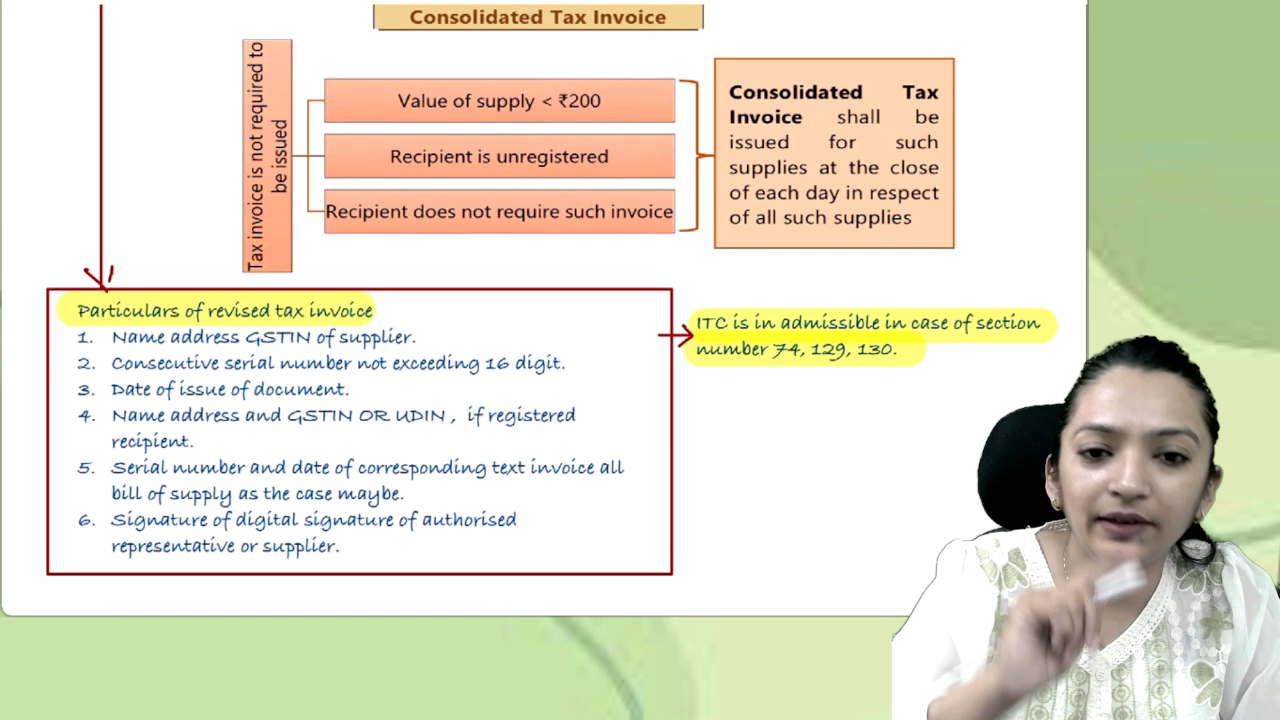 Consolidated Tax Invoice
Tax invoice is not required to
be issued
Value of supply < ₹200
Recipient is unregistered
Recipient does not require such invoice
Consolidated Tax
Invoice shall be
issued for such
supplies at the close
of each day in respect
of all such supplies
Particulars of revised tax invoice
1. Name address GSTIN of supplier.
2. Consecutive serial number not exceeding 16 digit.
3. Date of issue of document.
4. Name address and GSTIN OR UDIN , if registered
recipient.
5. Serial number and date of corresponding text invoice all
bill of supply as the case maybe.
6. Signature of digital signature of authorised
representative or supplier.
ITC is in admissible in case of section
number 74, 129, 130.